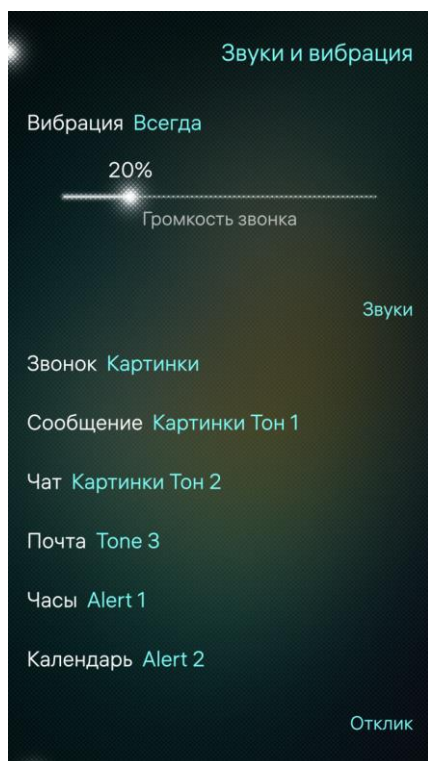 Звуки и вибрация
Вибрация Всегда
20%
Громкость звонка
Звуки
Звонок Картинки
Сообщение Картинки Тон 1
Чат Картинки Тон 2
Почта Tone 3
Часы Alert 1
Календарь Alert 2
Отклик